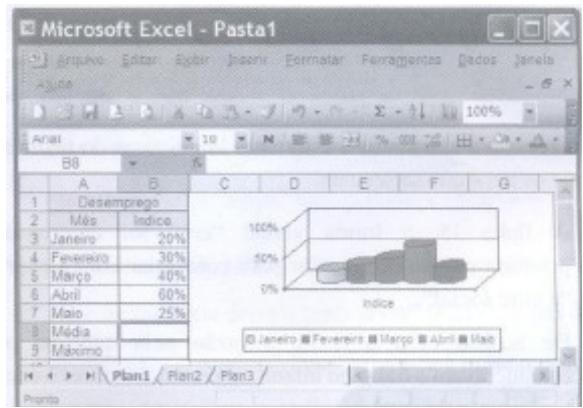 Microsoft Excel - Pasta1
Arquivo Editar Exibir Inserir Formatar Ferramentas Dados Janela
Ajuda
100%
Arial 10 N
B8
A B C D E F G
1 Desemprego
2 Mês Indice
3 Janeiro 20%
4 Fevereiro 30%
5 Março 40%
6 Abril 60%
7 Maio 25%
8 Média
9 Máximo
100%
50%
0%
Indice
Janeiro Fevereiro Março Abril Maio
Plan1 Plan2 Plan3
Pronto